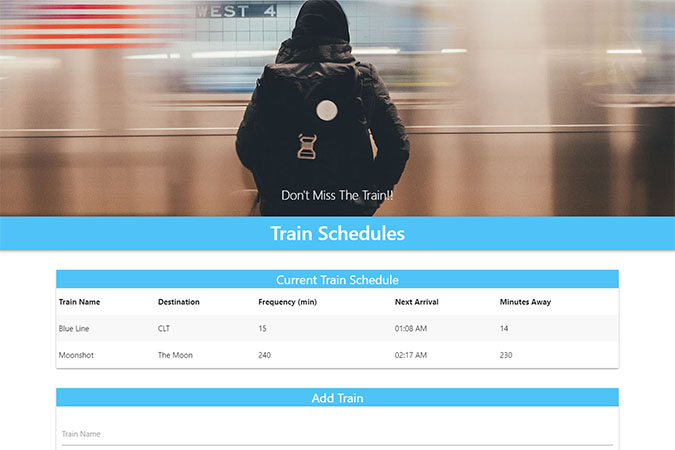 WEST 4
Don't Miss The Train!!
Train Schedules
Current Train Schedule
Train Name Destination Frequency (min) Next Arrival Minutes Away
Blue Line CLT 15 01:08 AM 14
Moonshot The Moon 240 02:17 AM 230
Add Train
Train Name